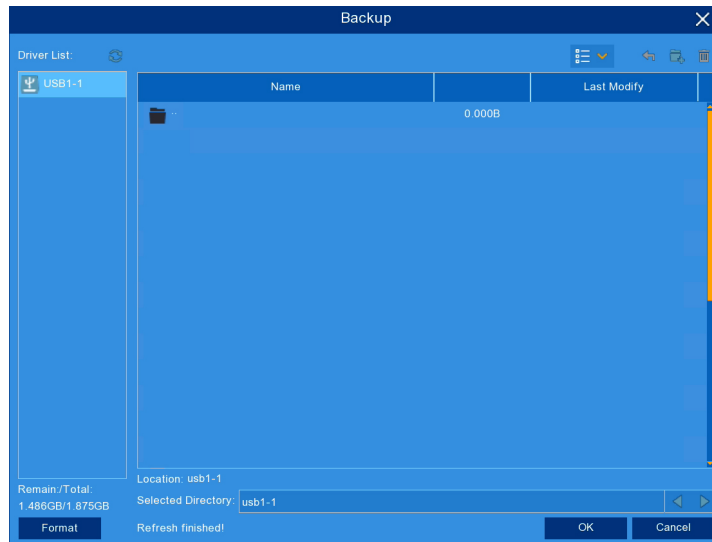 Backup
Driver List:
USB1-1
Name Last Modify
.. 0.000B
Location: usb1-1
Remain:/Total:
1.486GB/1.875GB
Selected Directory: usb1-1
Format Refresh finished! OK Cancel